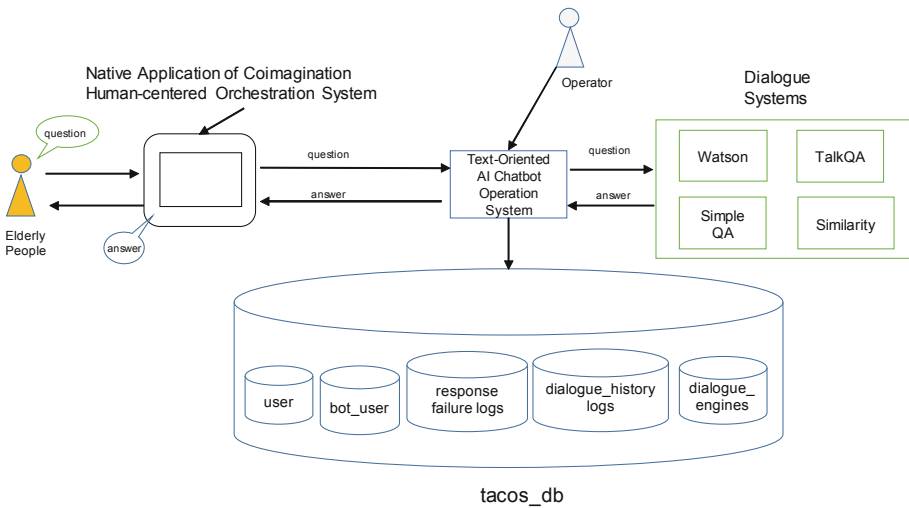 Native Application of Coimagination
Human-centered Orchestration System
question
Elderly
People
answer
question
answer
Operator
Text-Oriented
AI Chatbot
Operation
System
question
answer
Dialogue
Systems
Watson
TalkQA
Simple
QA
Similarity
user
bot_user
response
failure logs
dialogue_history
logs
dialogue_
engines
tacos_db